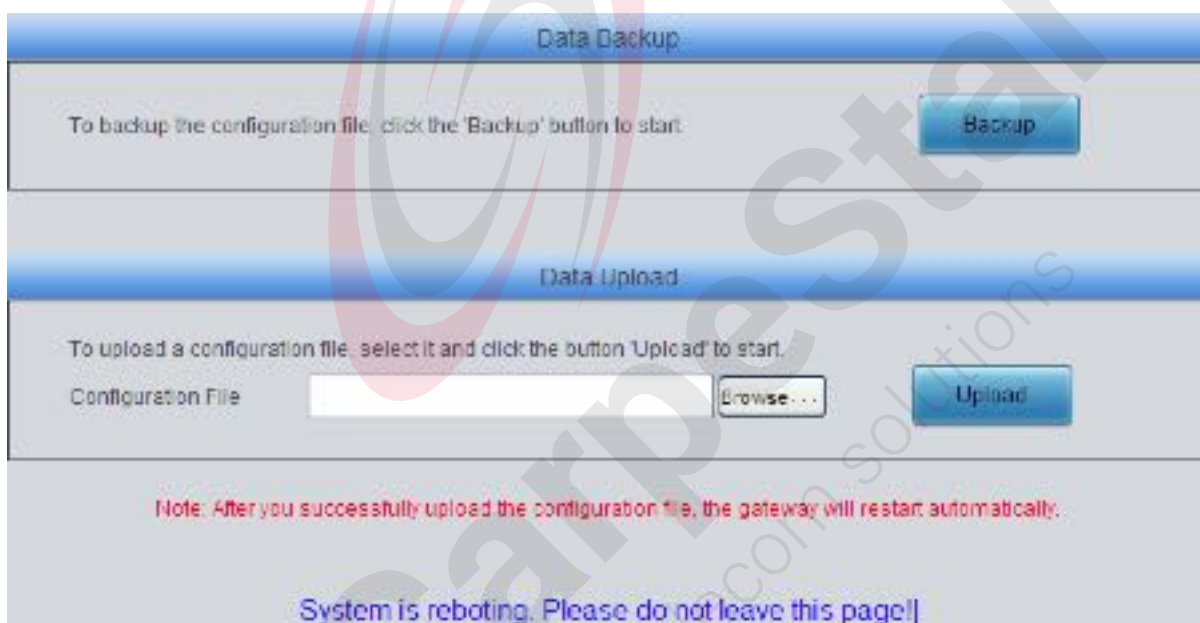 Data Backup
To backup the configuration file, click the 'Backup' button to start
Backup
Data Upload
To upload a configuration file, select it and click the button 'Upload' to start.
Configuration File
Browse...
Upload
Note: After you successfully upload the configuration file, the gateway will restart automatically.
System is reboting. Please do not leave this page!]